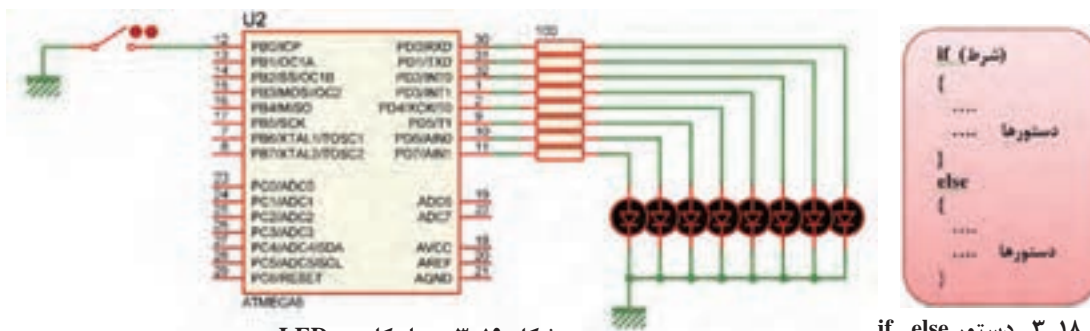 U2
PB0/ICP
PB1/OC1A
PB2/SS/OC1B
PB3/MOSI/OC2
PB4/MISO
PB5/SCK
PB6/XTAL1/TOSC1
PB7/XTAL2/TOSC2
PC0/ADC0
PC1/ADC1
PC2/ADC2
PC3/ADC3
PC4/ADC4/SDA
PC5/ADC5/SCL
PC6/RESET
PD0/RXD
PD1/TXD
PD2/INT0
PD3/INT1
PD4/XCK/T0
PD5/T1
PD6/AIN0
PD7/AIN1
ADC6
ADC7
AVCC
AREF
AGND
ATMEGA8
100
if (شرط)
{
....
.... دستورها
}
else
{
....
.... دستورها
}
دستور if - else